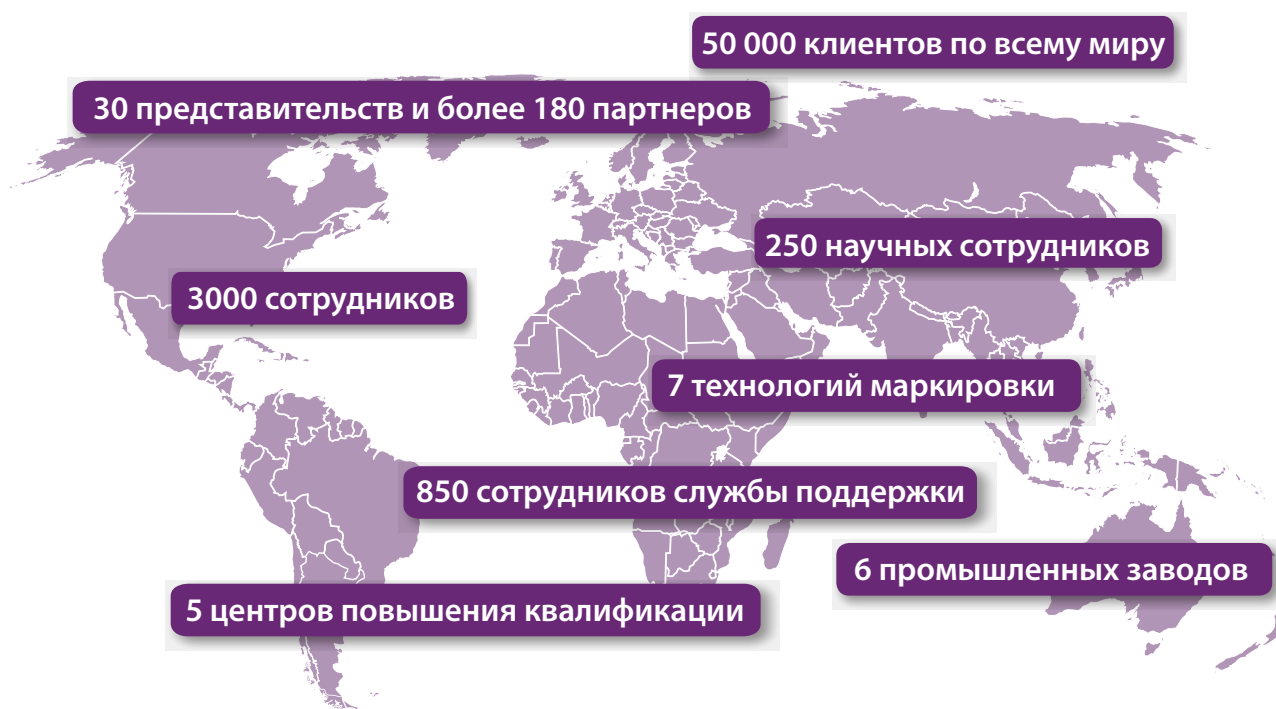 50 000 клиентов по всему миру
30 представительств и более 180 партнеров
250 научных сотрудников
3000 сотрудников
7 технологий маркировки
850 сотрудников службы поддержки
6 промышленных заводов
5 центров повышения квалификации